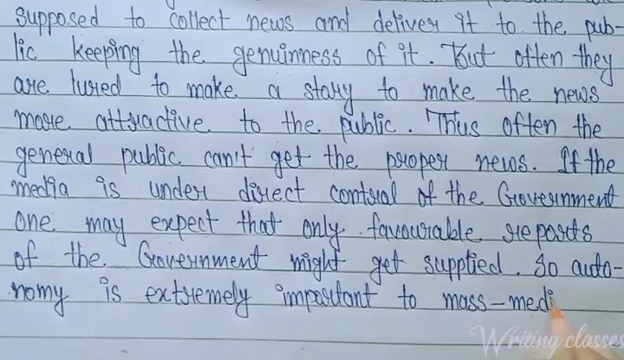 supposed to collect news and deliver it to the pub-
lic keeping the genuinness of it. But often they
are lured to make a story to make the news
more attractive to the public. Thus often the
general public can't get the proper news. If the
media is under direct control of the Government
one may expect that only favourable reports
of the Government might get supplied. So auto-
nomy is extremely important to mass-medi
Writing classes